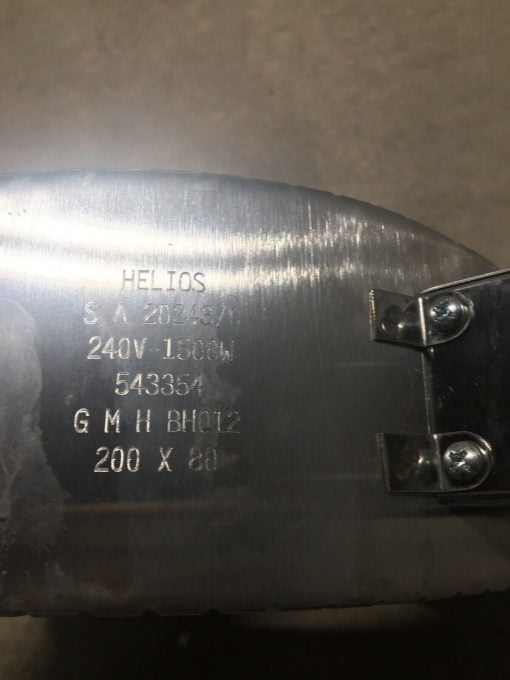 HELIOS
S A 20243/C
240V-1500W
543354
G M H BH012
200 X 80